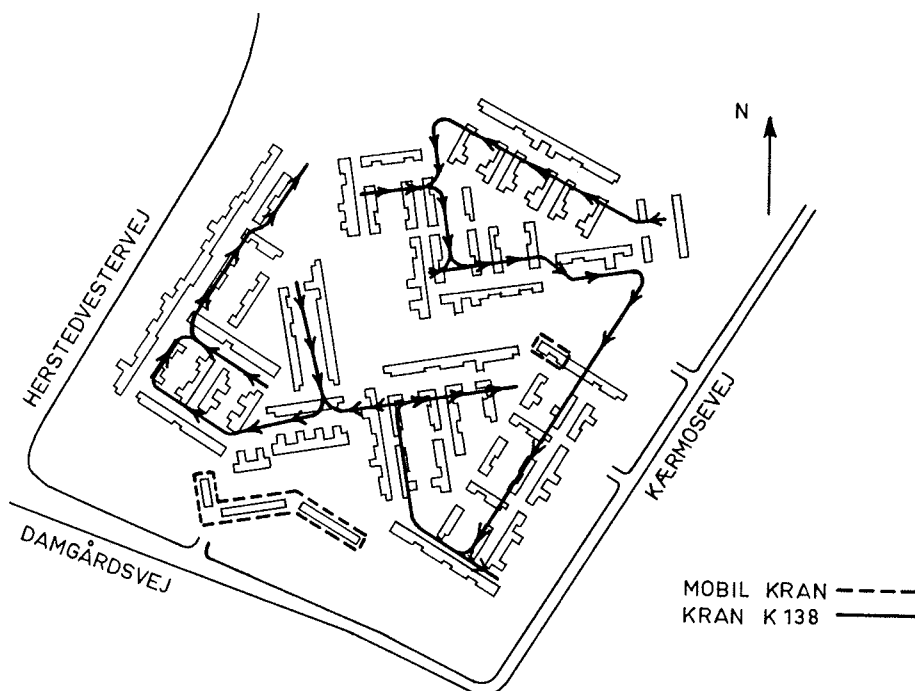 N
HERSTEDVESTERVEJ
KÆRMOSEVEJ
DAMGÅRDSVEJ
MOBIL KRAN
KRAN K 138